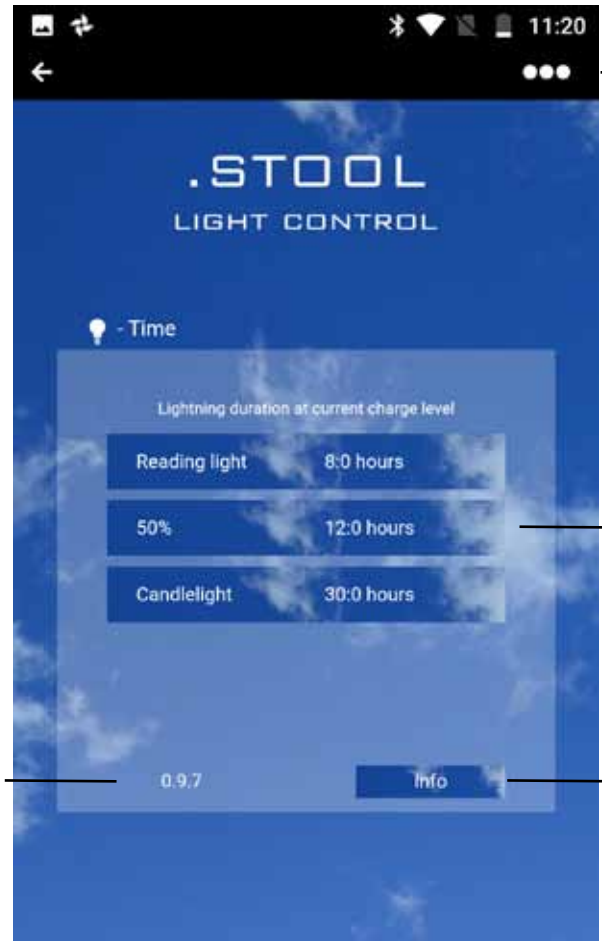 11:20
.STOOL
LIGHT CONTROL
- Time
Lightning duration at current charge level
Reading light 8:0 hours
50% 12:0 hours
Candlelight 30:0 hours
0.9.7 Info